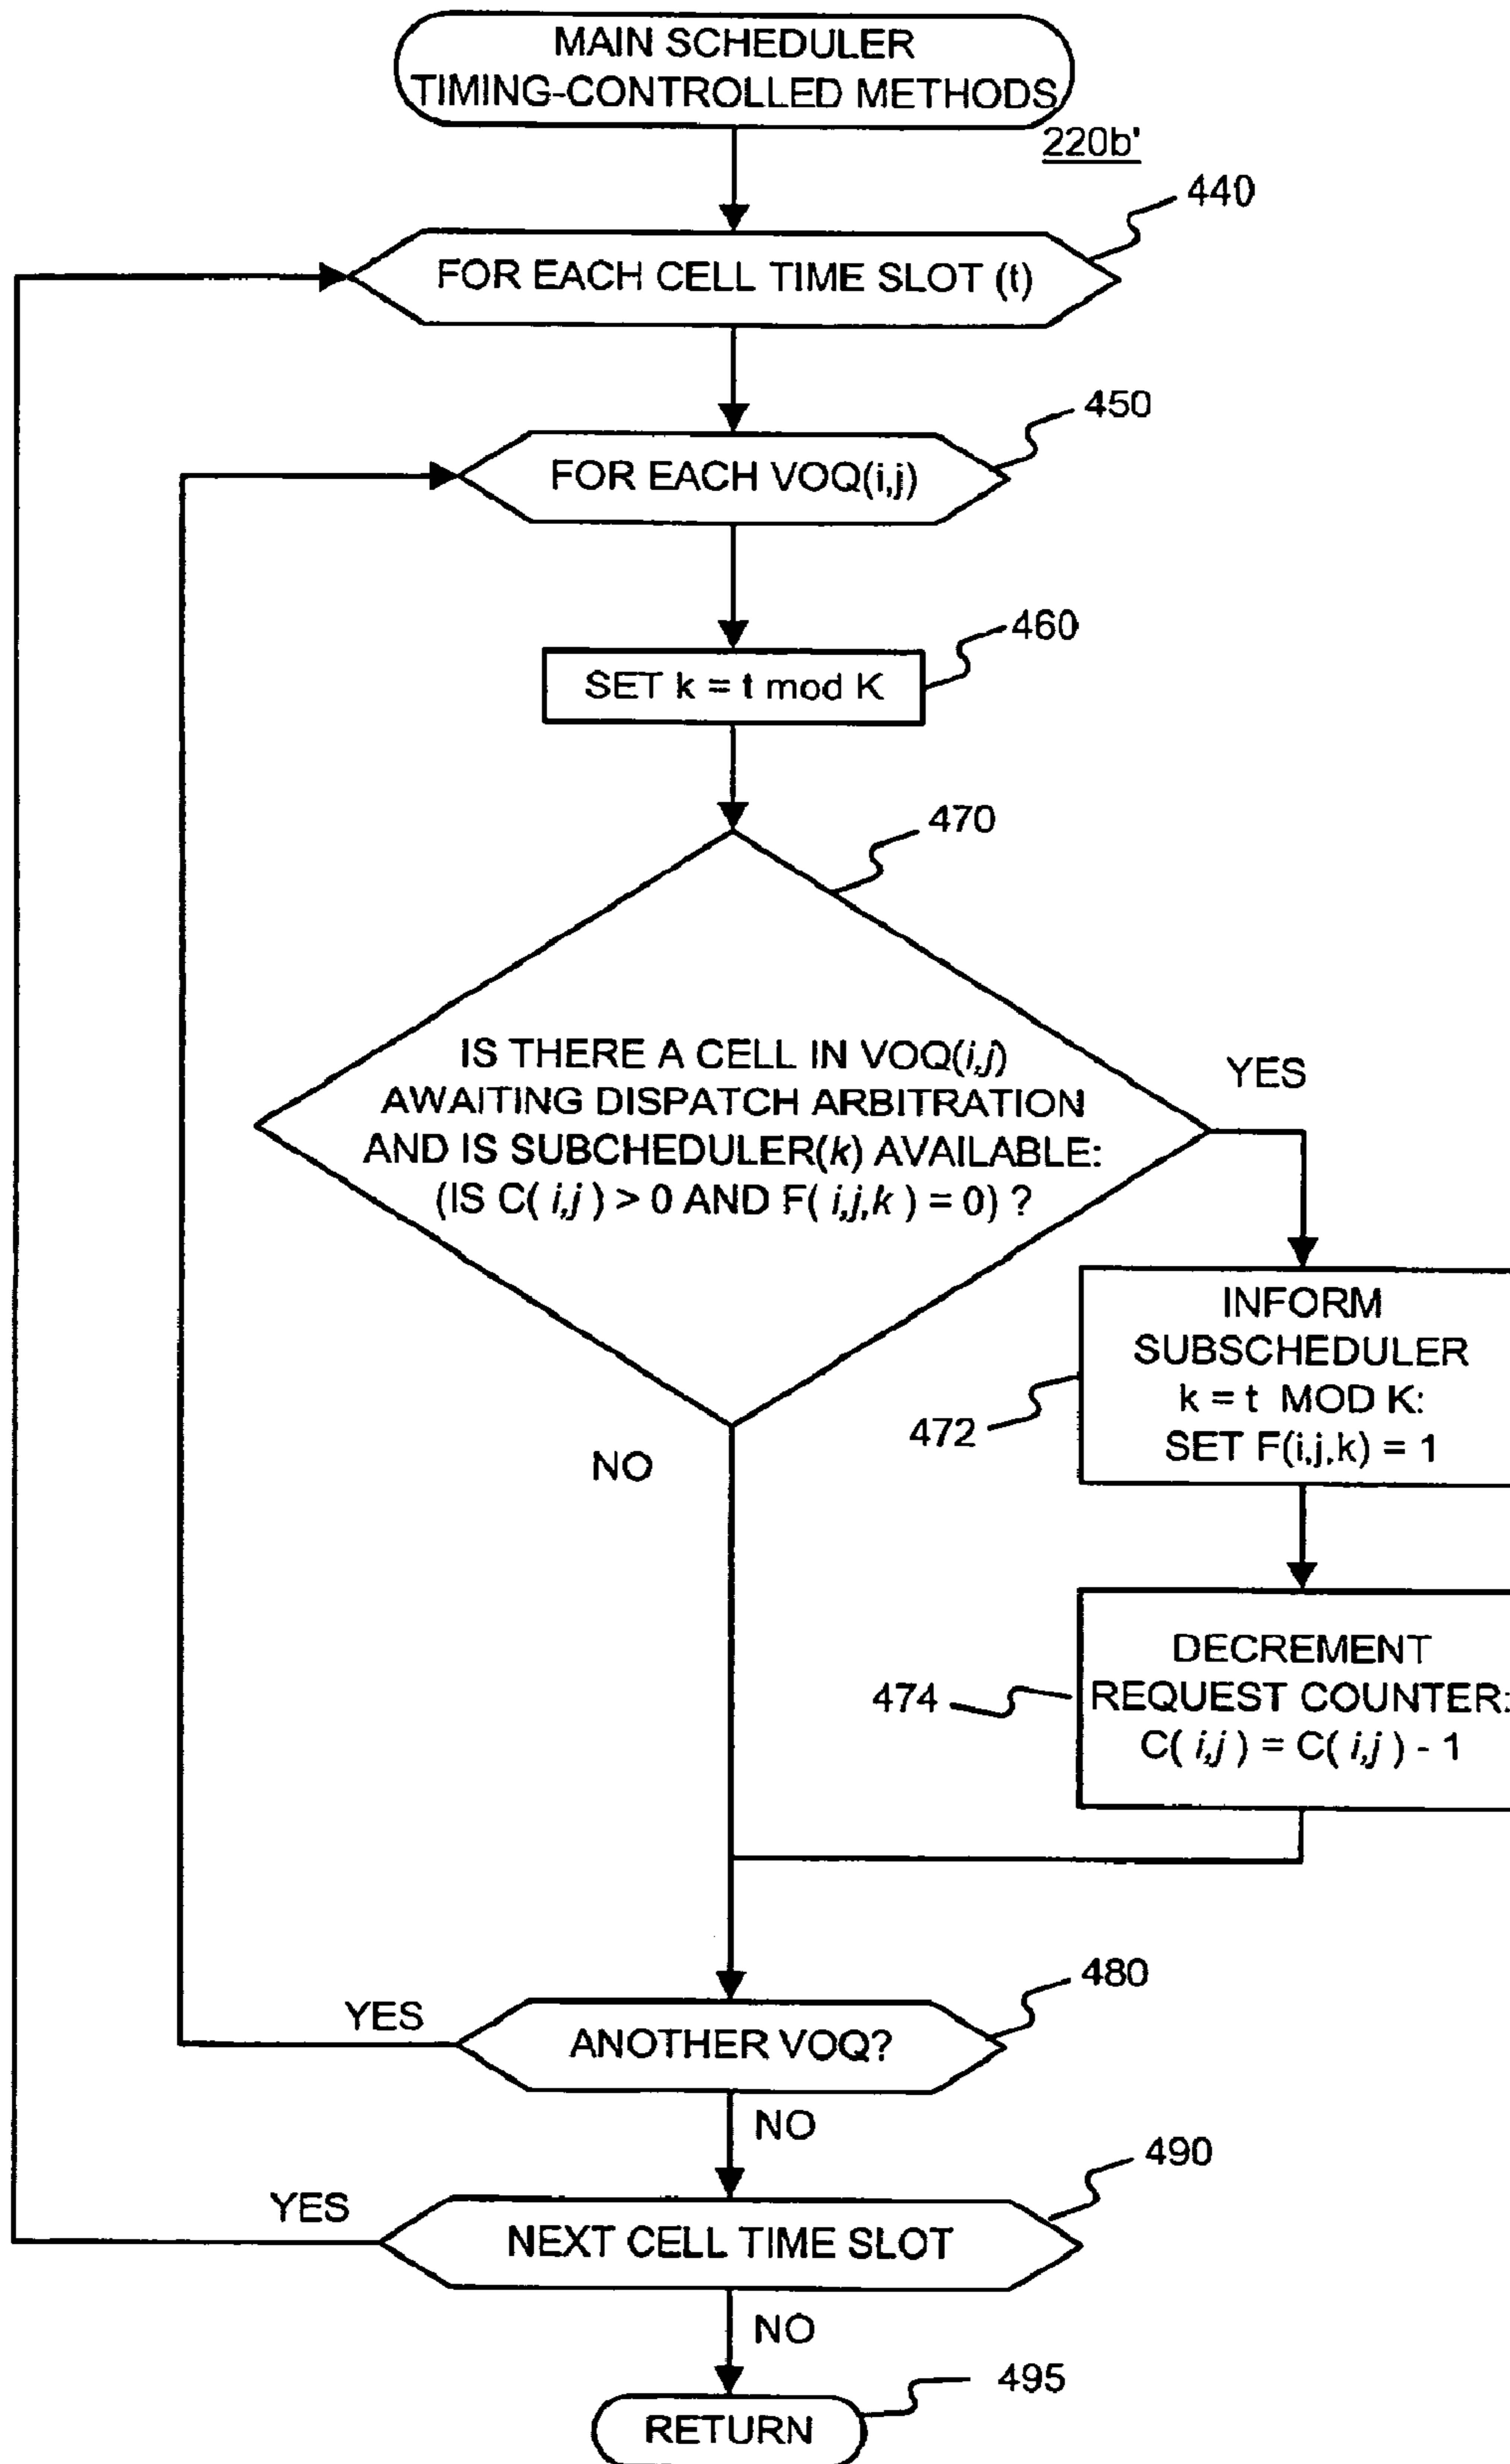 MAIN SCHEDULER
TIMING-CONTROLLED METHODS
220b'
440
FOR EACH CELL TIME SLOT (t)
450
FOR EACH VOQ(i,j)
460
SET k = t mod K
470
IS THERE A CELL IN VOQ(i,j)
AWAITING DISPATCH ARBITRATION
AND IS SUBCHEDULER(k) AVAILABLE:
(IS C( i,j ) > 0 AND F( i,j,k ) = 0) ?
YES
INFORM
SUBSCHEDULER
k = t MOD K:
SET F(i,j,k) = 1
472
NO
DECREMENT
REQUEST COUNTER:
C( i,j ) = C( i,j ) - 1
474
480
YES
ANOTHER VOQ?
NO
490
YES
NEXT CELL TIME SLOT
NO
495
RETURN